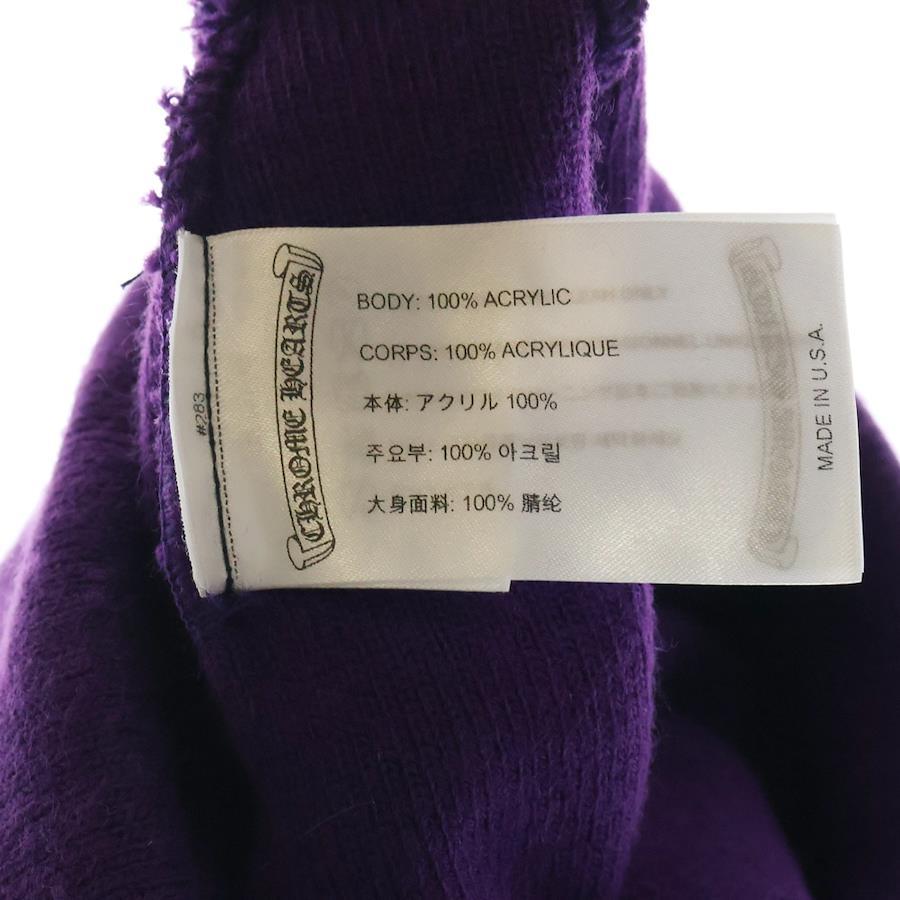 CHROME HEARTS
#283
BODY: 100% ACRYLIC
CORPS: 100% ACRYLIQUE
本体: アクリル 100%
주요부: 100% 아크릴
大身面料: 100% 腈纶
MADE IN U.S.A.